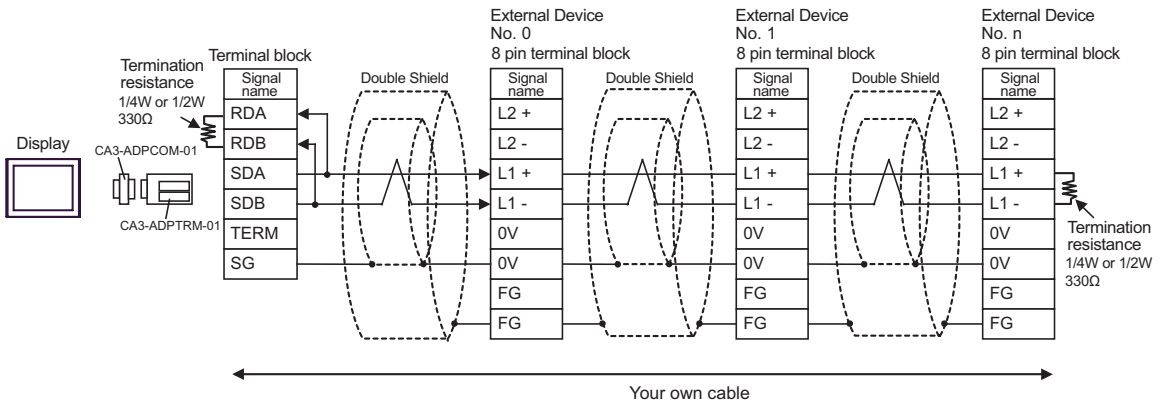 Display
CA3-ADPCOM-01
CA3-ADPTRM-01
Termination
resistance
1/4W or 1/2W
330Ω
Terminal block
Signal
name
RDA
RDB
SDA
SDB
TERM
SG
Double Shield
External Device
No. 0
8 pin terminal block
Signal
name
L2 +
L2 -
L1 +
L1 -
0V
0V
FG
FG
Double Shield
External Device
No. 1
8 pin terminal block
Signal
name
L2 +
L2 -
L1 +
L1 -
0V
0V
FG
FG
Double Shield
External Device
No. n
8 pin terminal block
Signal
name
L2 +
L2 -
L1 +
L1 -
0V
0V
FG
FG
Termination
resistance
1/4W or 1/2W
330Ω
Your own cable